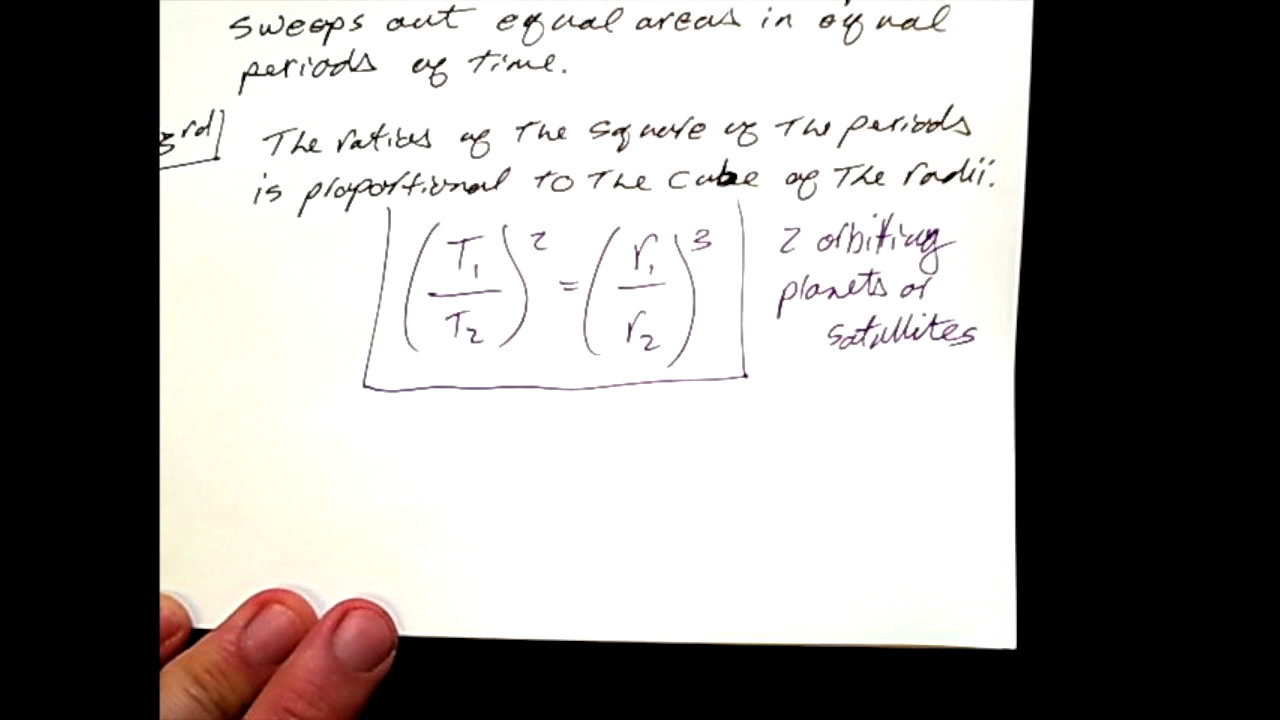 sweeps out equal areas in equal
periods of time.
3rd
The ratios of the square of the periods
is proportional to the cube of the radii.
(T₁/T₂)² = (r₁/r₂)³
2 orbiting
planets or
satellites